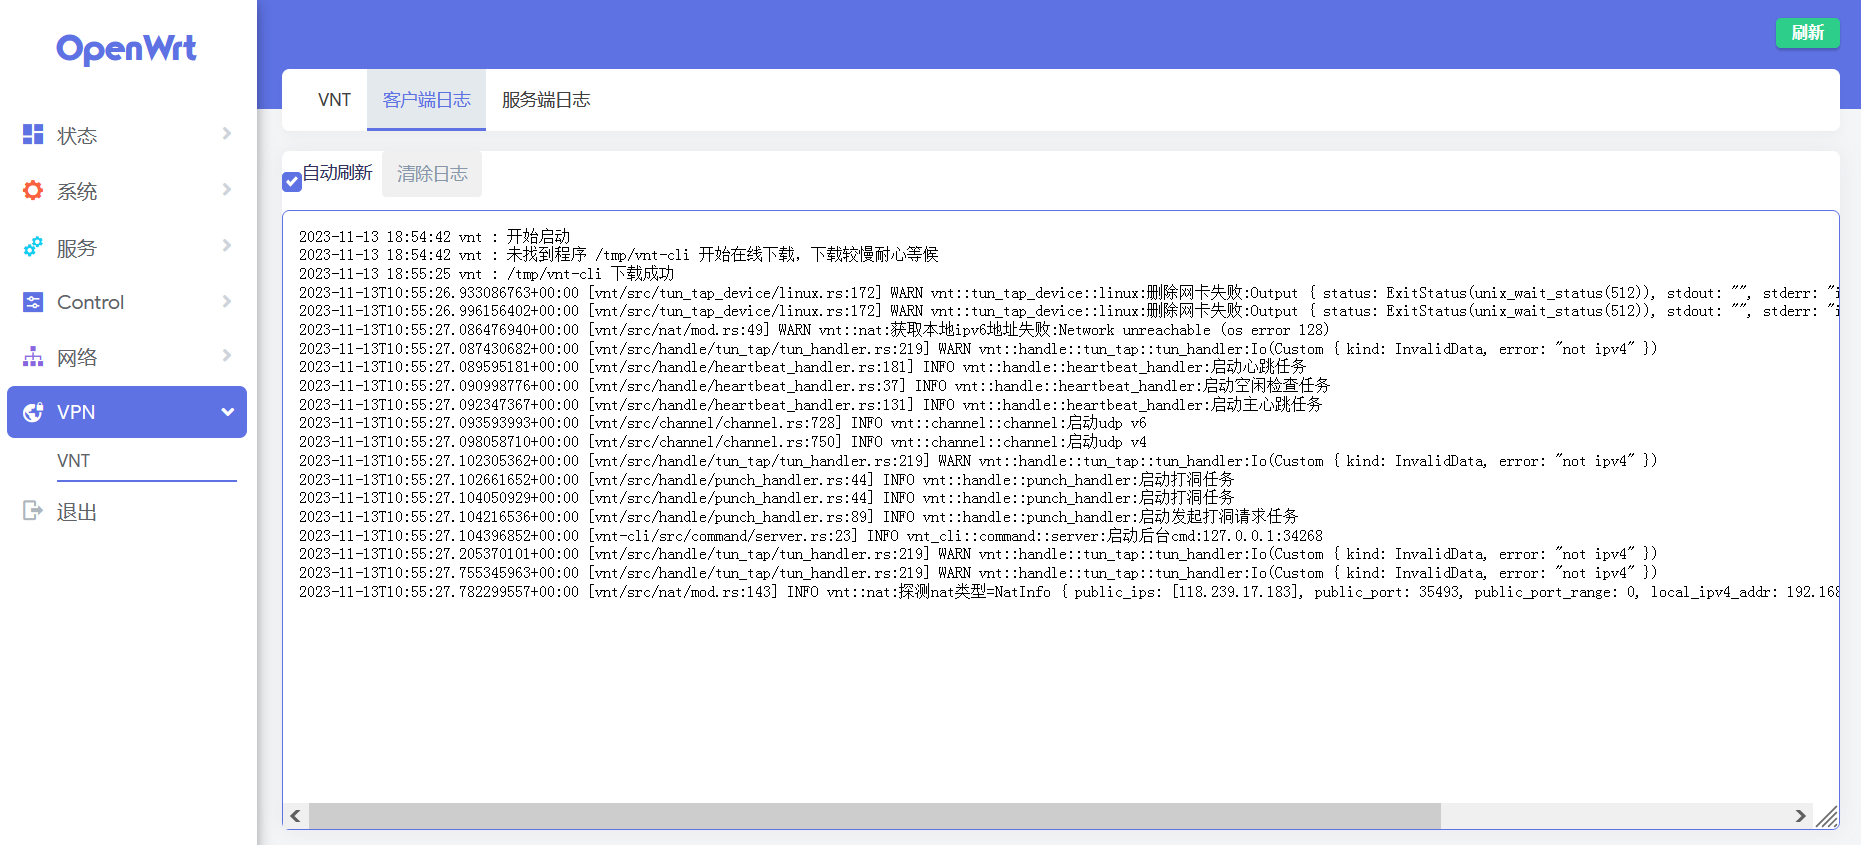 OpenWrt
刷新
VNT
客户端日志
服务端日志
状态
系统
服务
Control
网络
VPN
VNT
退出
自动刷新
清除日志
2023-11-13 18:54:42 vnt : 开始启动
2023-11-13 18:54:42 vnt : 未找到程序 /tmp/vnt-cli 开始在线下载，下载较慢耐心等候
2023-11-13 18:55:25 vnt : /tmp/vnt-cli 下载成功
2023-11-13T10:55:26.933086763+00:00 [vnt/src/tun_tap_device/linux.rs:172] WARN vnt::tun_tap_device::linux:删除网卡失败:Output { status: ExitStatus(unix_wait_status(512)), stdout: "", stderr: "i
2023-11-13T10:55:26.996156402+00:00 [vnt/src/tun_tap_device/linux.rs:172] WARN vnt::tun_tap_device::linux:删除网卡失败:Output { status: ExitStatus(unix_wait_status(512)), stdout: "", stderr: "i
2023-11-13T10:55:27.086476940+00:00 [vnt/src/nat/mod.rs:49] WARN vnt::nat:获取本地ipv6地址失败:Network unreachable (os error 128)
2023-11-13T10:55:27.087430682+00:00 [vnt/src/handle/tun_tap/tun_handler.rs:219] WARN vnt::handle::tun_tap::tun_handler:Io(Custom { kind: InvalidData, error: "not ipv4" })
2023-11-13T10:55:27.089595181+00:00 [vnt/src/handle/heartbeat_handler.rs:181] INFO vnt::handle::heartbeat_handler:启动心跳任务
2023-11-13T10:55:27.090998776+00:00 [vnt/src/handle/heartbeat_handler.rs:37] INFO vnt::handle::heartbeat_handler:启动空闲检查任务
2023-11-13T10:55:27.092347367+00:00 [vnt/src/handle/heartbeat_handler.rs:131] INFO vnt::handle::heartbeat_handler:启动主心跳任务
2023-11-13T10:55:27.093593993+00:00 [vnt/src/channel/channel.rs:728] INFO vnt::channel::channel:启动udp v6
2023-11-13T10:55:27.098058710+00:00 [vnt/src/channel/channel.rs:750] INFO vnt::channel::channel:启动udp v4
2023-11-13T10:55:27.102305362+00:00 [vnt/src/handle/tun_tap/tun_handler.rs:219] WARN vnt::handle::tun_tap::tun_handler:Io(Custom { kind: InvalidData, error: "not ipv4" })
2023-11-13T10:55:27.102661652+00:00 [vnt/src/handle/punch_handler.rs:44] INFO vnt::handle::punch_handler:启动打洞任务
2023-11-13T10:55:27.104050929+00:00 [vnt/src/handle/punch_handler.rs:44] INFO vnt::handle::punch_handler:启动打洞任务
2023-11-13T10:55:27.104216536+00:00 [vnt/src/handle/punch_handler.rs:89] INFO vnt::handle::punch_handler:启动发起打洞请求任务
2023-11-13T10:55:27.104396852+00:00 [vnt-cli/src/command/server.rs:23] INFO vnt_cli::command::server:启动后台cmd:127.0.0.1:34268
2023-11-13T10:55:27.205370101+00:00 [vnt/src/handle/tun_tap/tun_handler.rs:219] WARN vnt::handle::tun_tap::tun_handler:Io(Custom { kind: InvalidData, error: "not ipv4" })
2023-11-13T10:55:27.755345963+00:00 [vnt/src/handle/tun_tap/tun_handler.rs:219] WARN vnt::handle::tun_tap::tun_handler:Io(Custom { kind: InvalidData, error: "not ipv4" })
2023-11-13T10:55:27.782299557+00:00 [vnt/src/nat/mod.rs:143] INFO vnt::nat:探测nat类型=NatInfo { public_ips: [118.239.17.183], public_port: 35493, public_port_range: 0, local_ipv4_addr: 192.168